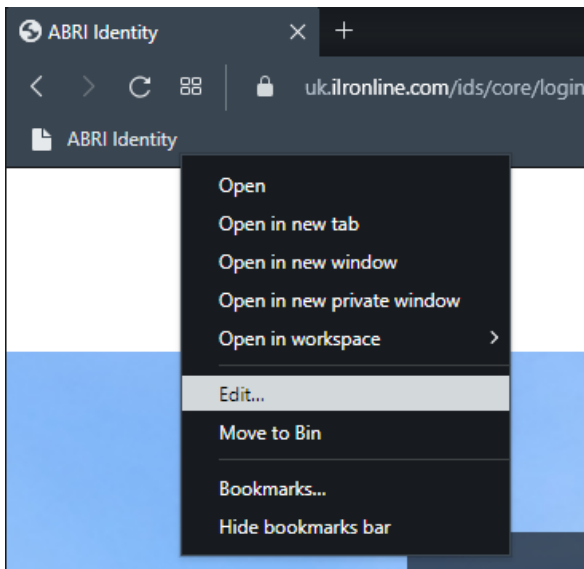 ABRI Identity
uk.ilronline.com/ids/core/login
ABRI Identity
Open
Open in new tab
Open in new window
Open in new private window
Open in workspace
Edit...
Move to Bin
Bookmarks...
Hide bookmarks bar